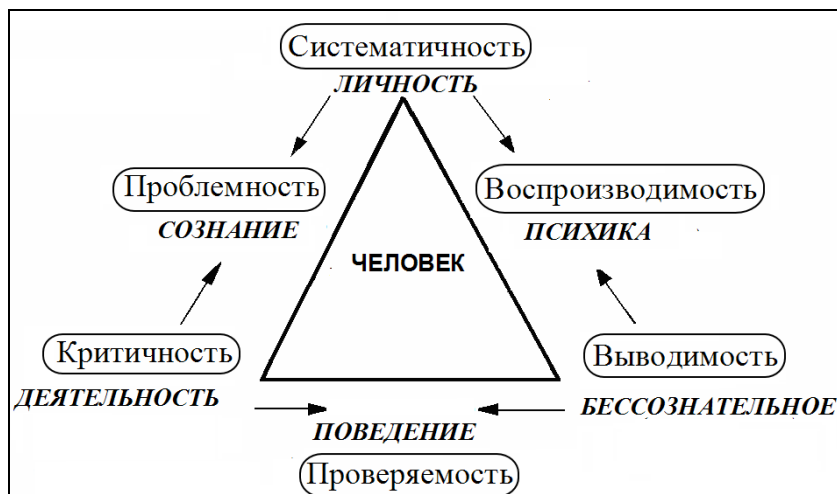 Систематичность
ЛИЧНОСТЬ
Проблемность
Воспроизводимость
СОЗНАНИЕ
ПСИХИКА
ЧЕЛОВЕК
Критичность
Выводимость
ДЕЯТЕЛЬНОСТЬ
БЕССОЗНАТЕЛЬНОЕ
ПОВЕДЕНИЕ
Проверяемость